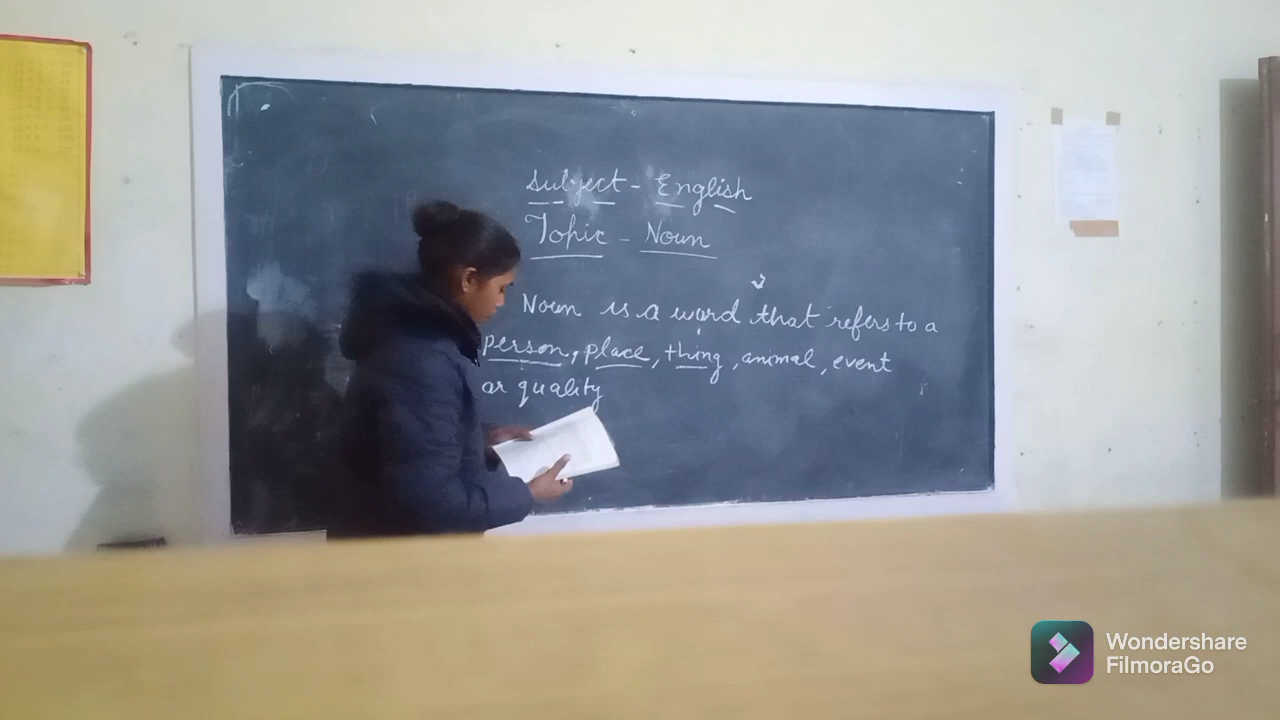 Subject - English
Topic - Noun
Noun is a word that refers to a
person, place, thing, animal, event
or quality
Wondershare
FilmoraGo